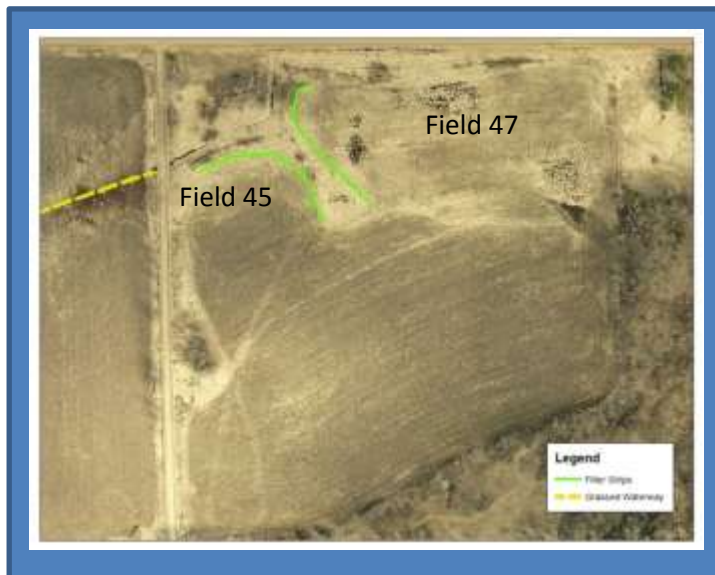 Field 47
Field 45
Legend
Filter Strips
Grassed Waterway